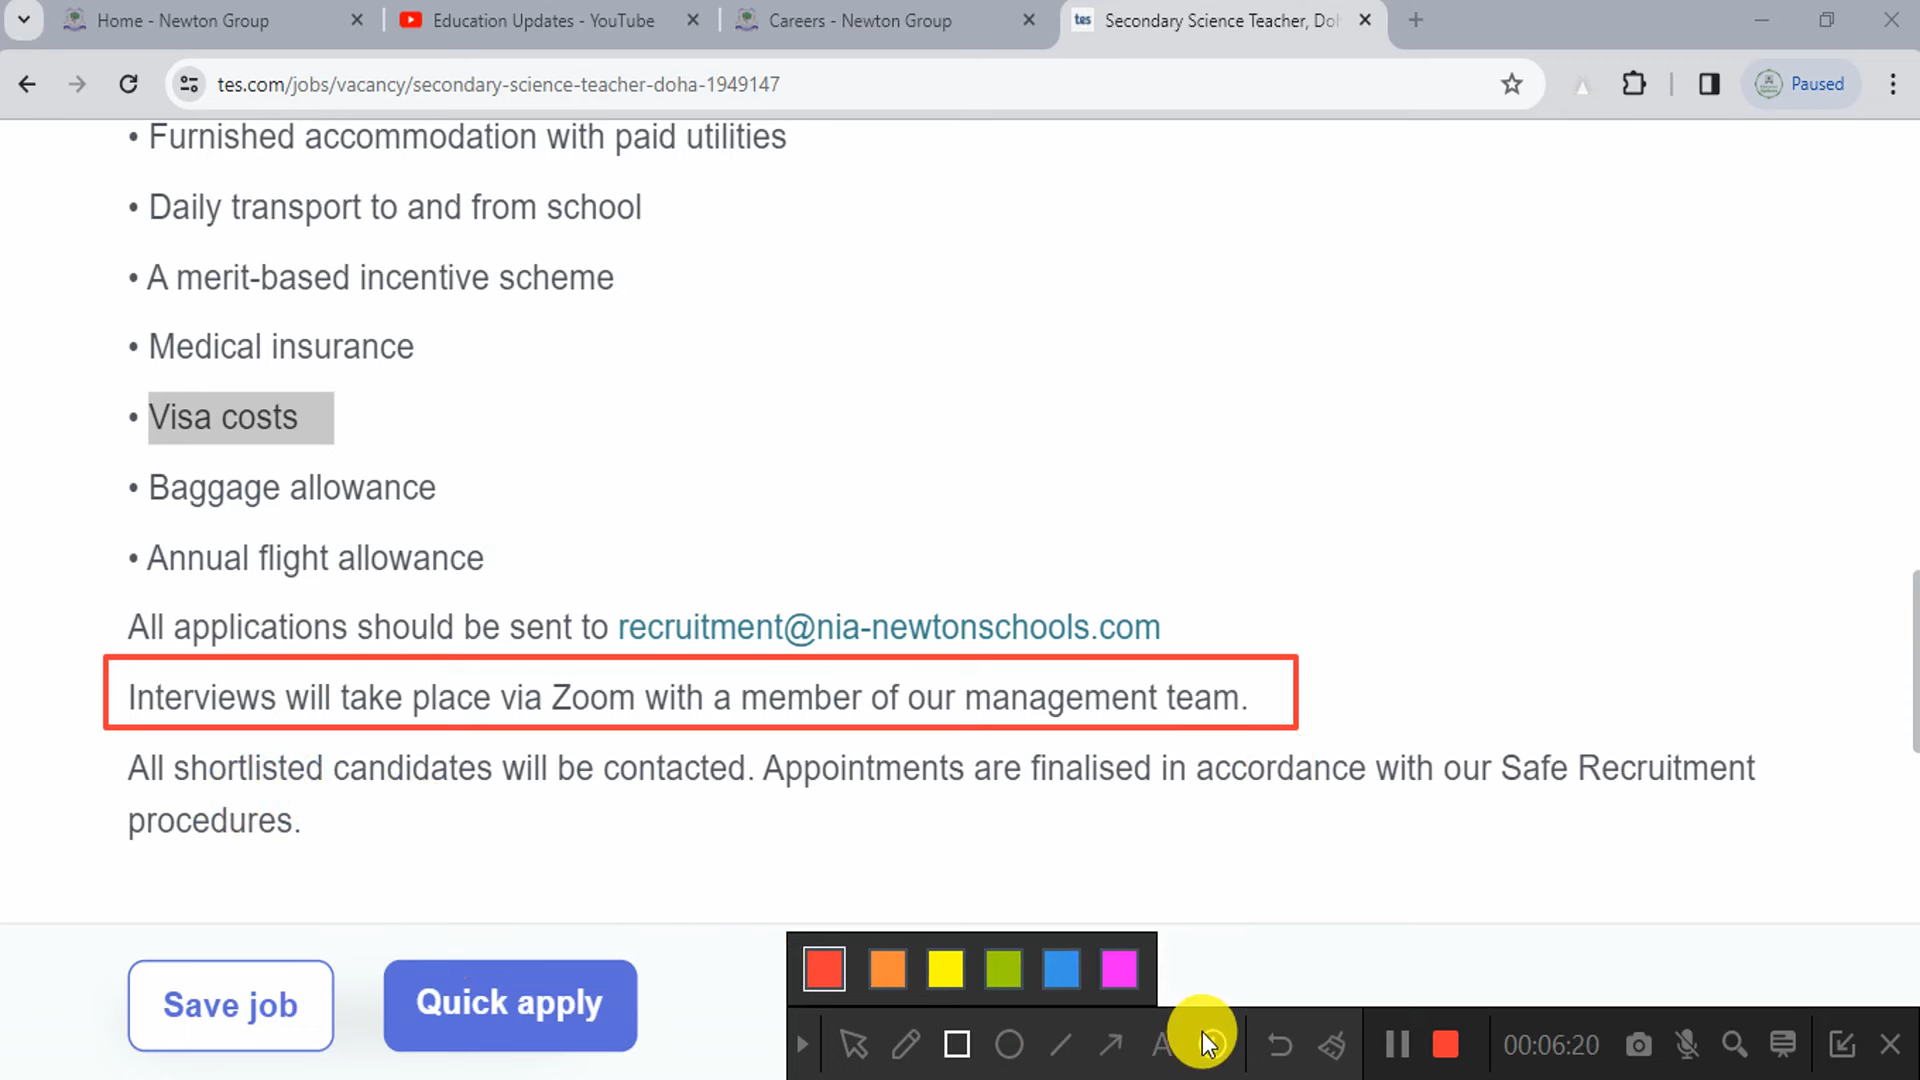 Home - Newton Group
Education Updates - YouTube
Careers - Newton Group
tes
Secondary Science Teacher, Doh
tes.com/jobs/vacancy/secondary-science-teacher-doha-1949147
Paused
• Furnished accommodation with paid utilities
• Daily transport to and from school
• A merit-based incentive scheme
• Medical insurance
• Visa costs
• Baggage allowance
• Annual flight allowance
All applications should be sent to recruitment@nia-newtonschools.com
Interviews will take place via Zoom with a member of our management team.
All shortlisted candidates will be contacted. Appointments are finalised in accordance with our Safe Recruitment
procedures.
Save job
Quick apply
A
00:06:20